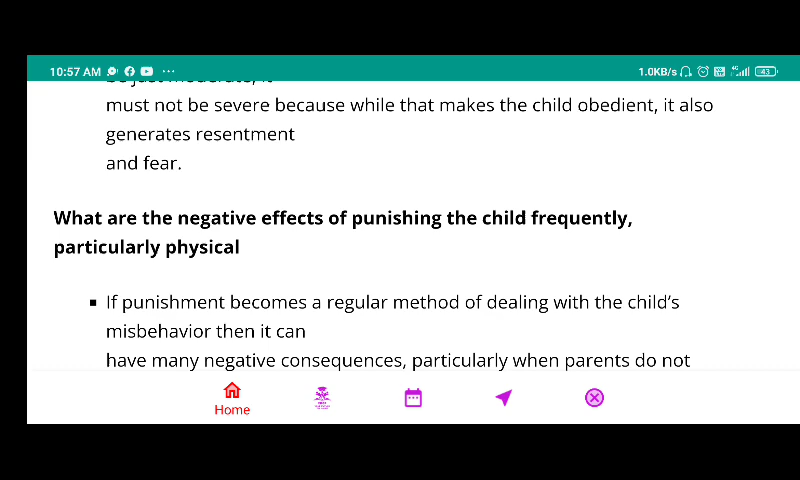 10:57 AM
1.0KB/s 4G 43
must not be severe because while that makes the child obedient, it also
generates resentment
and fear.
What are the negative effects of punishing the child frequently,
particularly physical
▪ If punishment becomes a regular method of dealing with the child's
misbehavior then it can
have many negative consequences, particularly when parents do not
Home